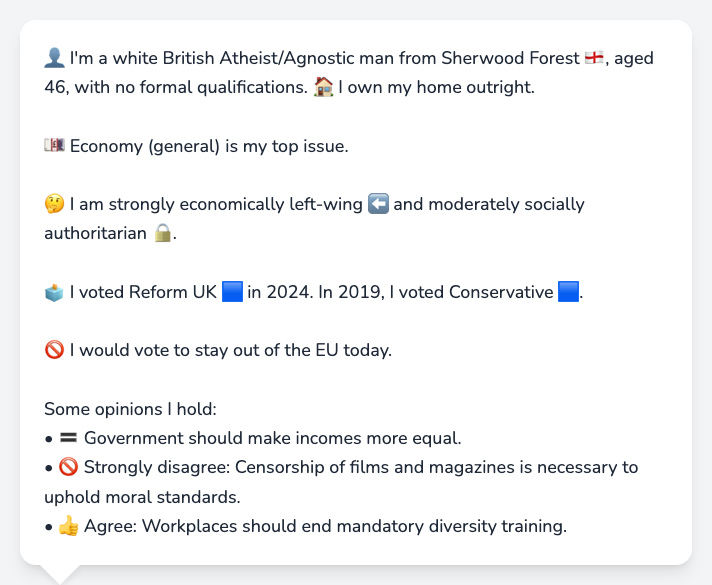 👤 I'm a white British Atheist/Agnostic man from Sherwood Forest 🏴󠁧󠁢󠁥󠁮󠁧󠁿, aged
46, with no formal qualifications. 🏠 I own my home outright.
💷 Economy (general) is my top issue.
🤔 I am strongly economically left-wing ⬅️ and moderately socially
authoritarian 🔒.
🗳️ I voted Reform UK 🟦 in 2024. In 2019, I voted Conservative 🟦.
🚫 I would vote to stay out of the EU today.
Some opinions I hold:
• 🟰 Government should make incomes more equal.
• 🚫 Strongly disagree: Censorship of films and magazines is necessary to
uphold moral standards.
• 👍 Agree: Workplaces should end mandatory diversity training.